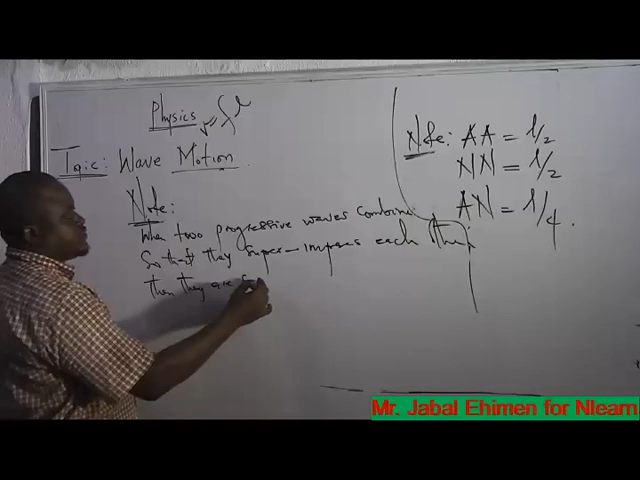 Physics
Topic: Wave Motion
Note:
When two progressive waves combine
So that they Super-impose each other
then they are S
Note: AA = λ/2
NN = λ/2
AN = λ/4.
Mr. Jabal Ehimen for Nlearn